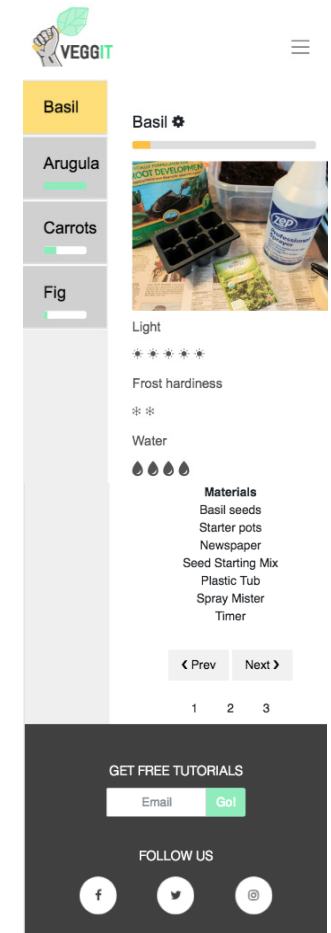 VEGGIT
Basil
Arugula
Carrots
Fig
Basil
ROOT DEVELOPMEN
ZEP
Professional
Sprayer
Light
Frost hardiness
Water
Materials
Basil seeds
Starter pots
Newspaper
Seed Starting Mix
Plastic Tub
Spray Mister
Timer
❮ Prev
Next ❯
1 2 3
GET FREE TUTORIALS
Email
Go!
FOLLOW US